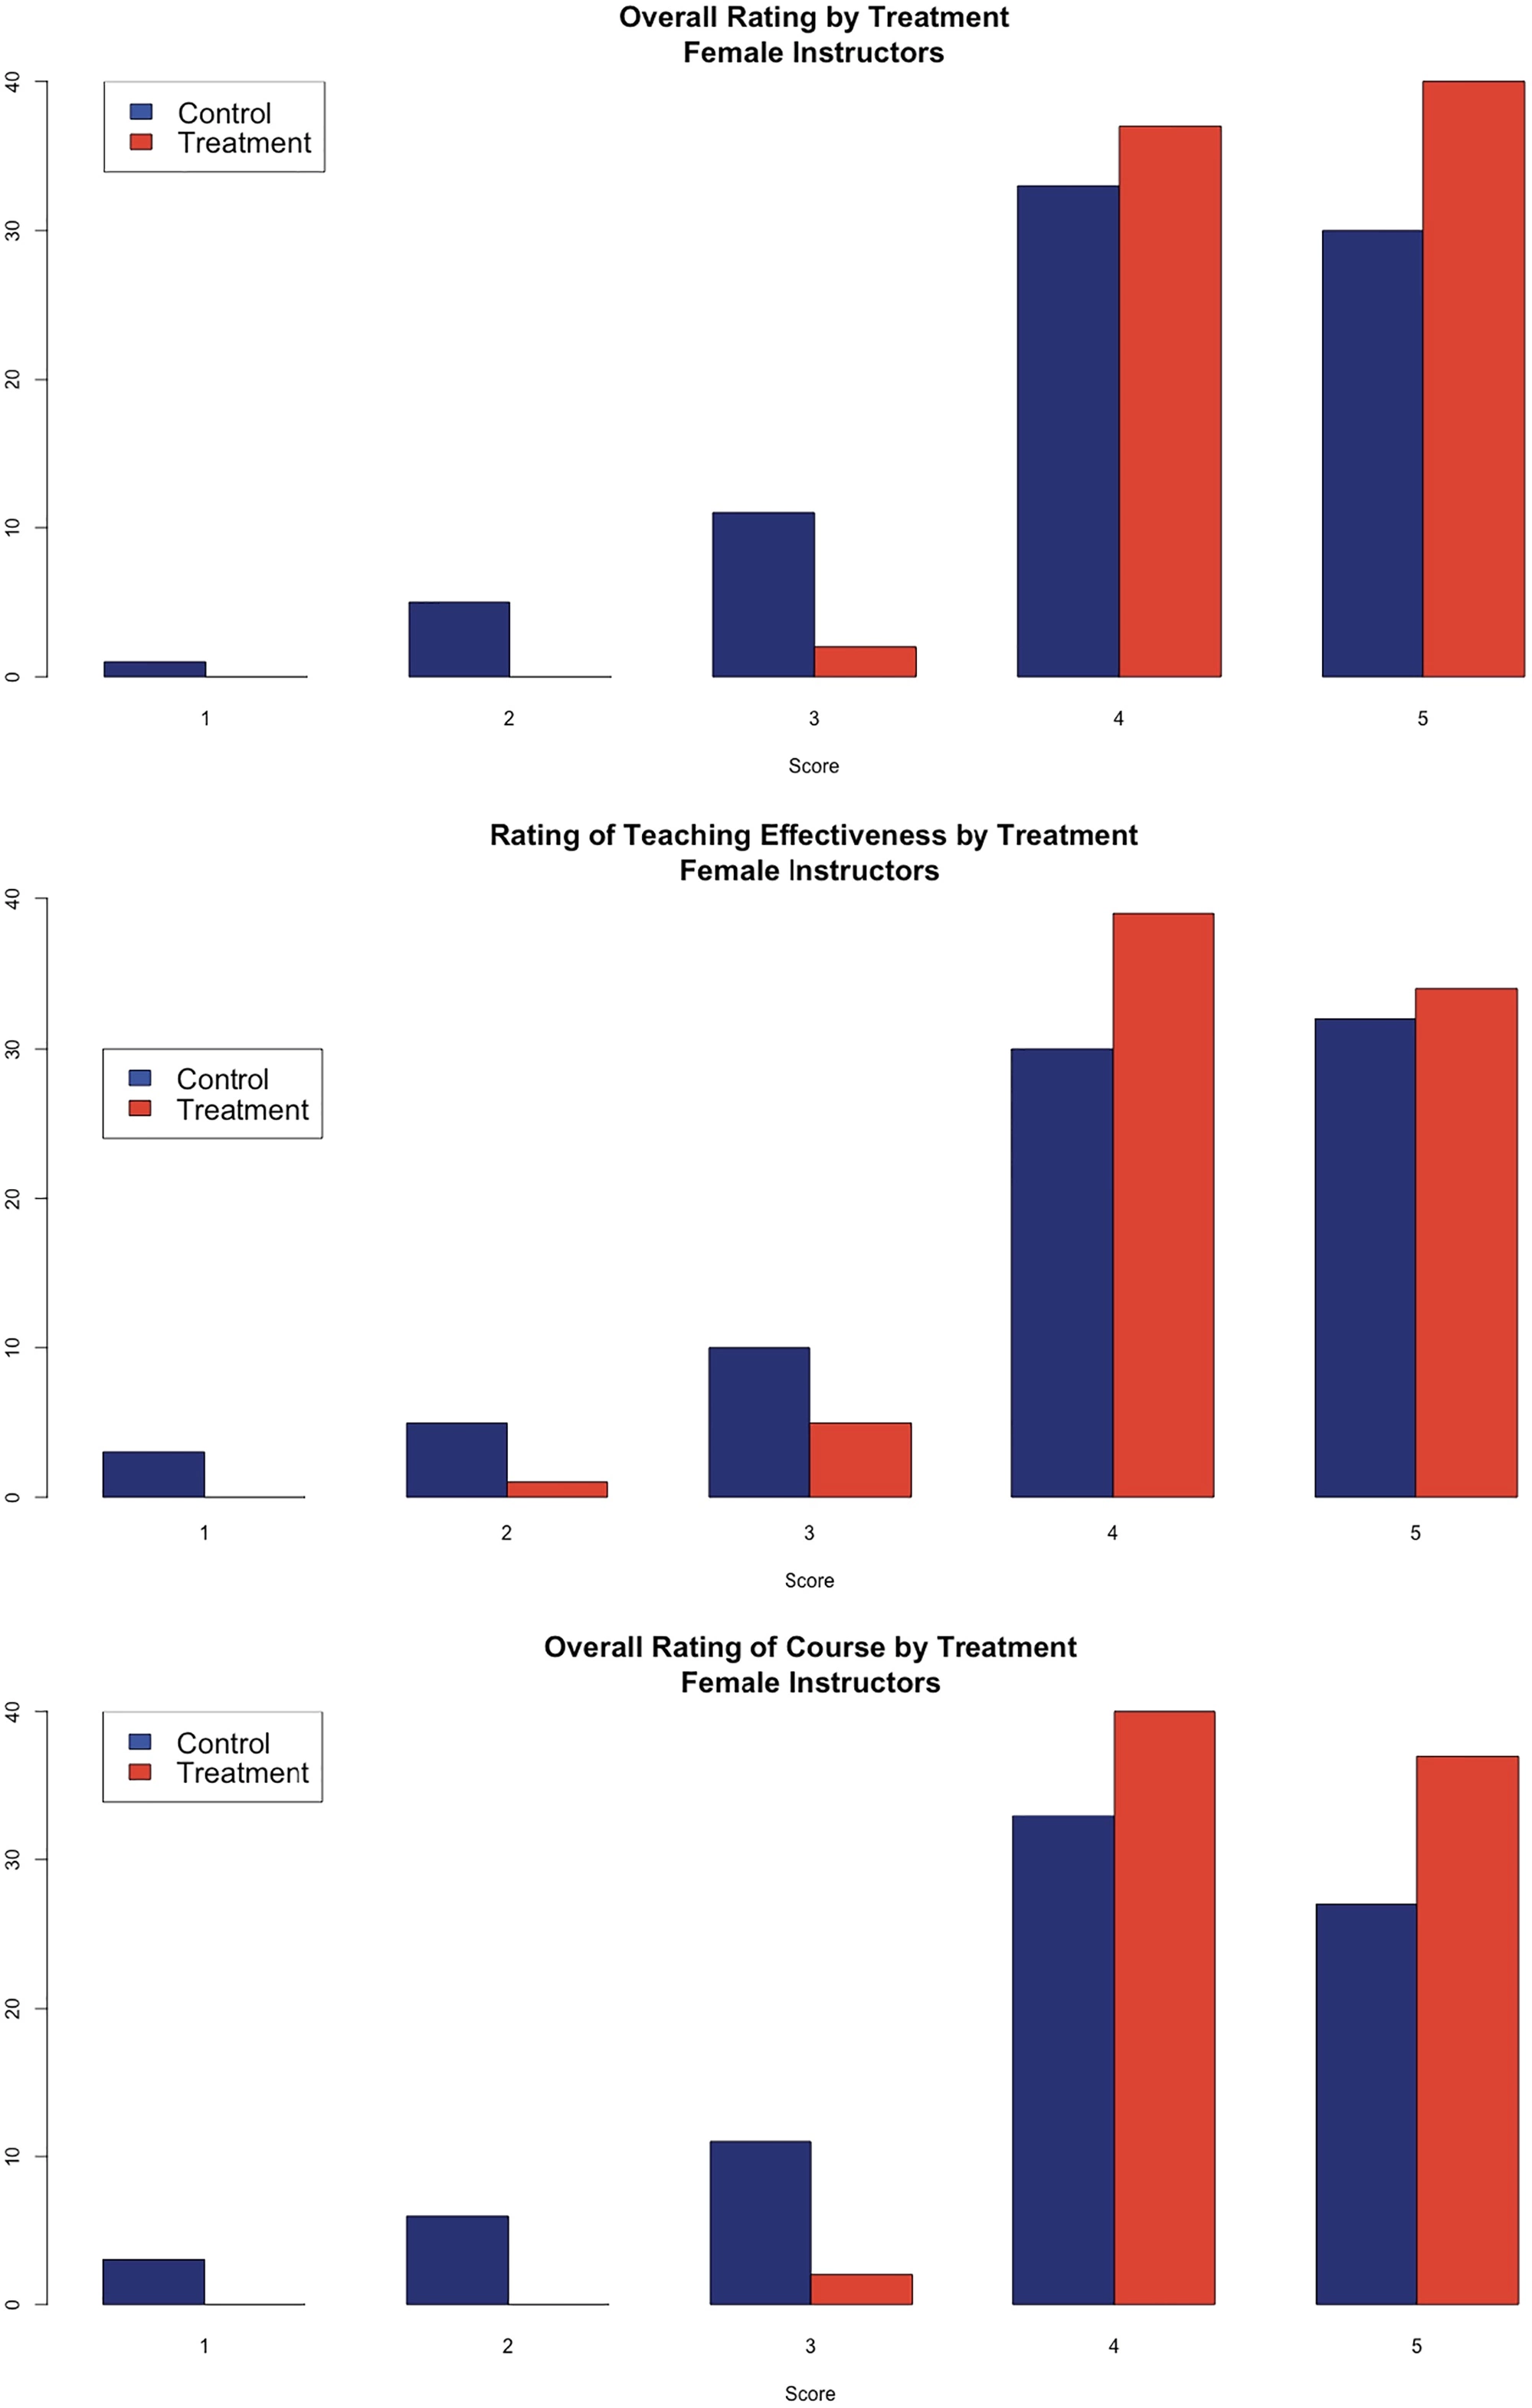 Overall Rating by Treatment
Female Instructors
40
30
20
10
0
Control
Treatment
1 2 3 4 5
Score
Rating of Teaching Effectiveness by Treatment
Female Instructors
40
30
20
10
0
Control
Treatment
1 2 3 4 5
Score
Overall Rating of Course by Treatment
Female Instructors
40
30
20
10
0
Control
Treatment
1 2 3 4 5
Score